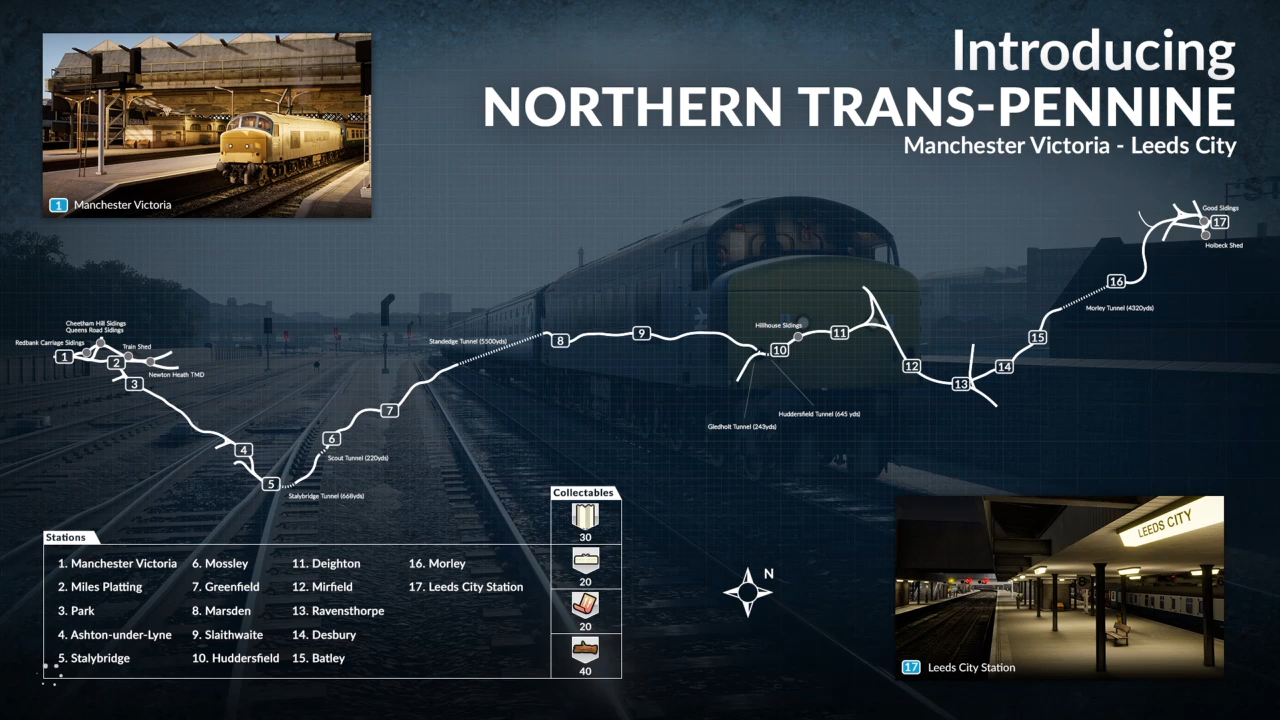 Introducing
NORTHERN TRANS-PENNINE
Manchester Victoria - Leeds City
1 Manchester Victoria
Good Sidings
17
Holbeck Shed
16
Morley Tunnel (4320yds)
Cheetham Hill Sidings
Queens Road Sidings
Redbank Carriage Sidings
Train Shed
1
2
Newton Heath TMD
3
Standedge Tunnel (5500yds)
8
9
Hillhouse Sidings
10
11
15
12
13
14
7
Huddersfield Tunnel (645 yds)
Gledholt Tunnel (243yds)
6
4
Scout Tunnel (220yds)
5
Stalybridge Tunnel (668yds)
Collectables
30
20
20
40
Stations
1. Manchester Victoria
2. Miles Platting
3. Park
4. Ashton-under-Lyne
5. Stalybridge
6. Mossley
7. Greenfield
8. Marsden
9. Slaithwaite
10. Huddersfield
11. Deighton
12. Mirfield
13. Ravensthorpe
14. Desbury
15. Batley
16. Morley
17. Leeds City Station
N
LEEDS CITY
17 Leeds City Station